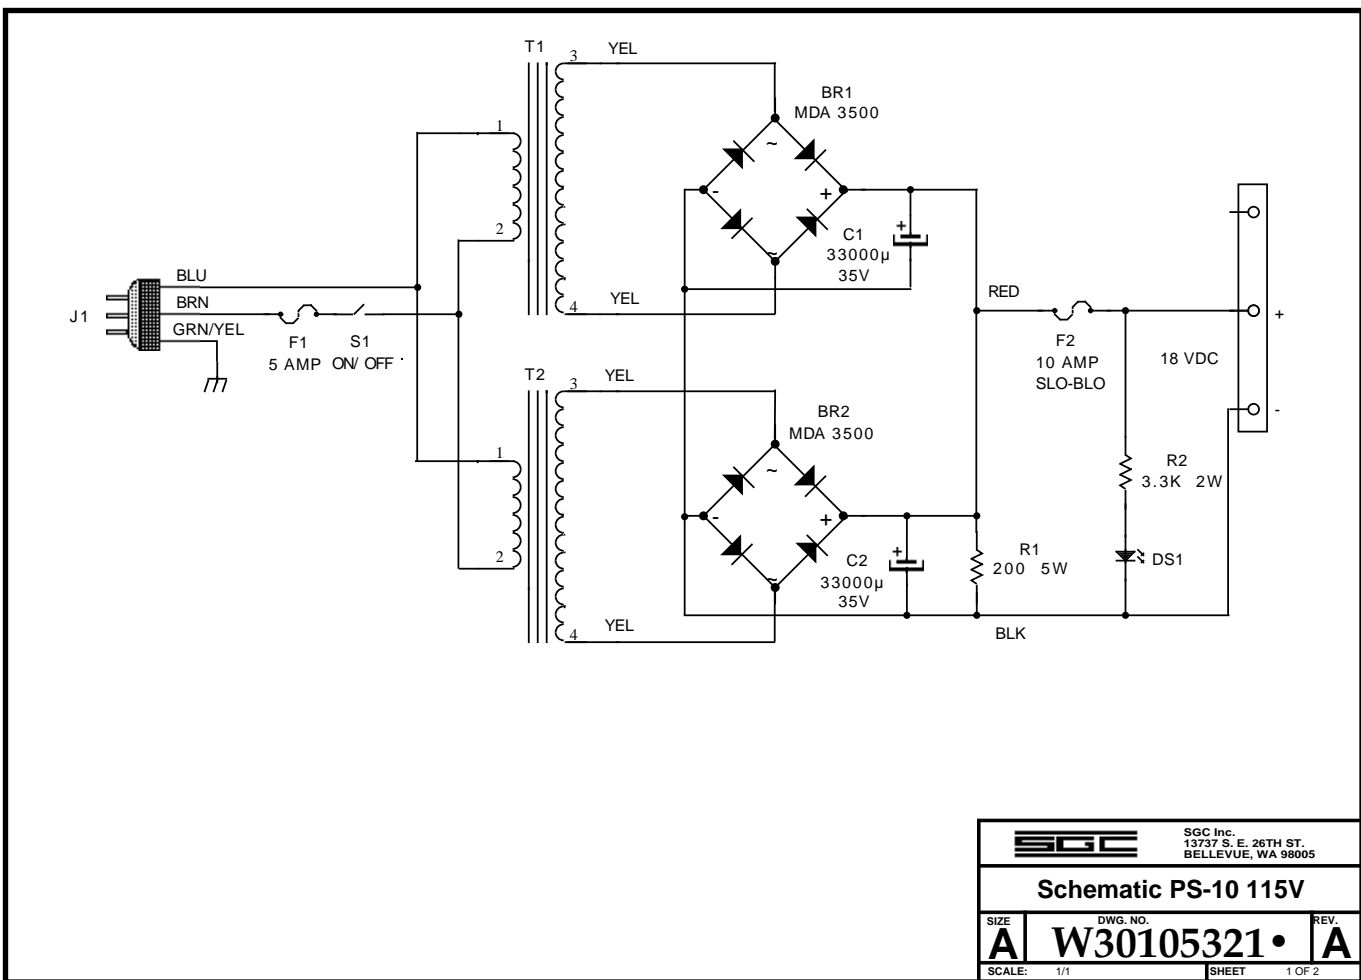 T1
3 YEL
BR1
MDA 3500
1
~
- +
2
C1
+
33000µ
35V
~
BLU
BRN
J1
GRN/YEL
F1
5 AMP
S1
ON/ OFF
4 YEL
RED
F2
10 AMP
SLO-BLO
+
18 VDC
-
T2
3 YEL
BR2
MDA 3500
1
~
- +
R2
3.3K 2W
2
C2
+
33000µ
35V
~
R1
200 5W
DS1
4 YEL
BLK
SGC
SGC Inc.
13737 S. E. 26TH ST.
BELLEVUE, WA 98005
Schematic PS-10 115V
SIZE
A
DWG. NO.
W30105321•
REV.
A
SCALE: 1/1
SHEET 1 OF 2